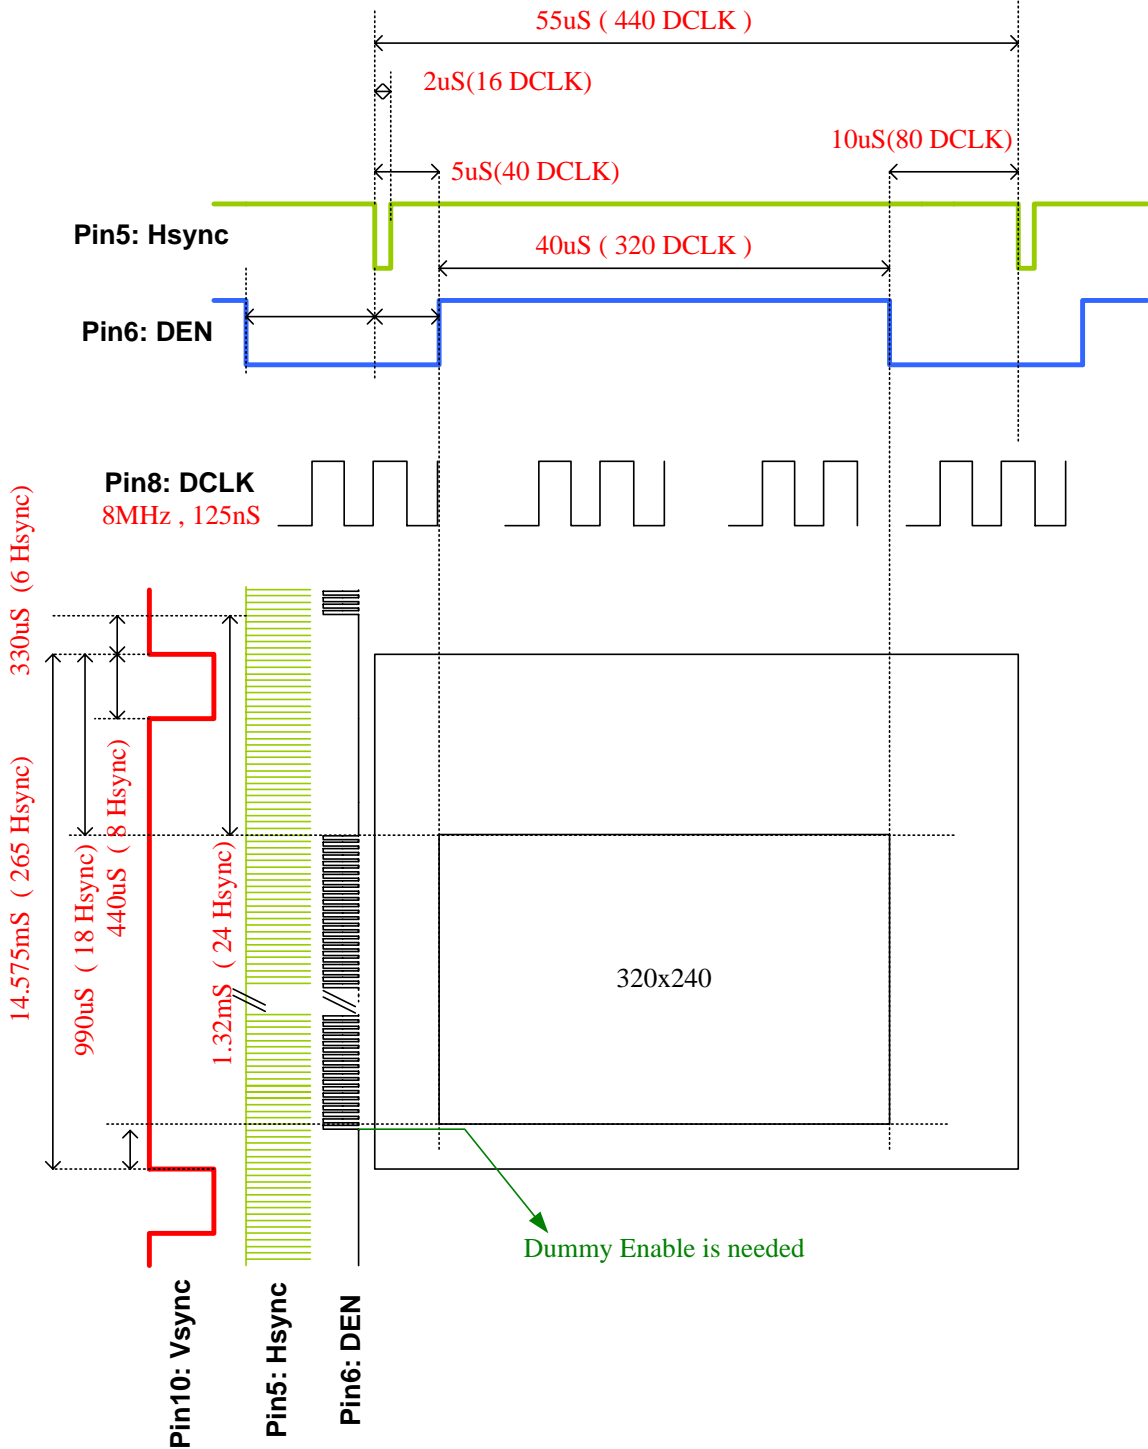 55uS ( 440 DCLK )
2uS(16 DCLK)
10uS(80 DCLK)
5uS(40 DCLK)
Pin5: Hsync
40uS ( 320 DCLK )
Pin6: DEN
Pin8: DCLK
8MHz , 125nS
330uS (6 Hsync)
14.575mS ( 265 Hsync)
990uS ( 18 Hsync)
440uS ( 8 Hsync)
1.32mS ( 24 Hsync)
320x240
Dummy Enable is needed
Pin10: Vsync
Pin5: Hsync
Pin6: DEN